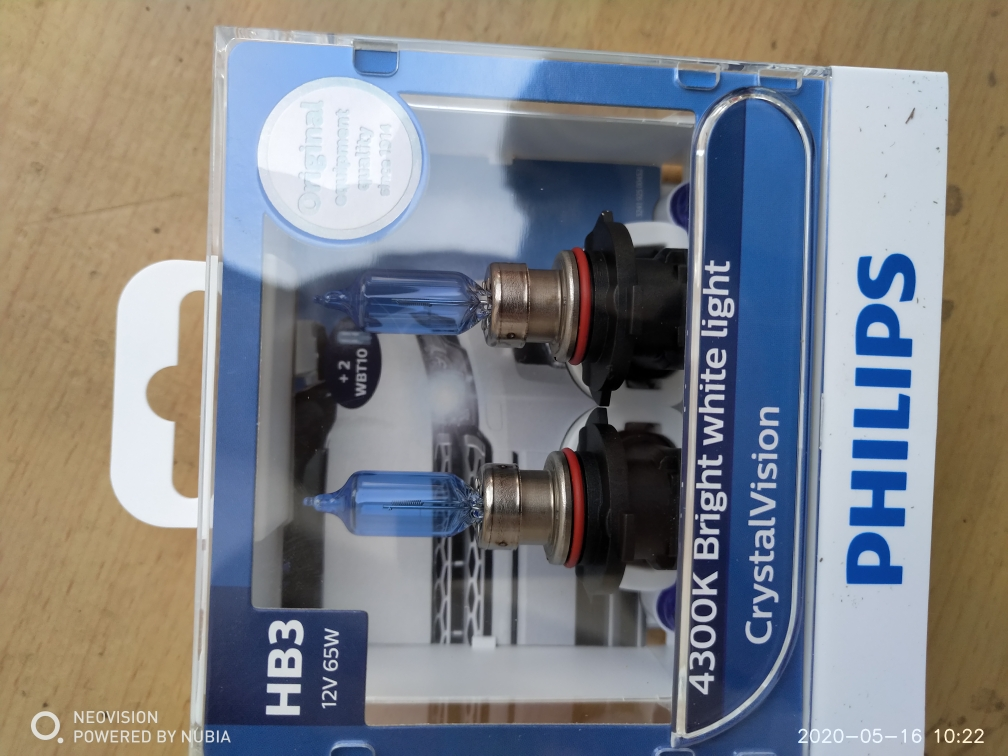 Original
equipment
quality
since 1914
+ 2
WBT10
HB3
12V 65W
4300K Bright white light
CrystalVision
PHILIPS
NEOVISION
POWERED BY NUBIA
2020-05-16 10:22